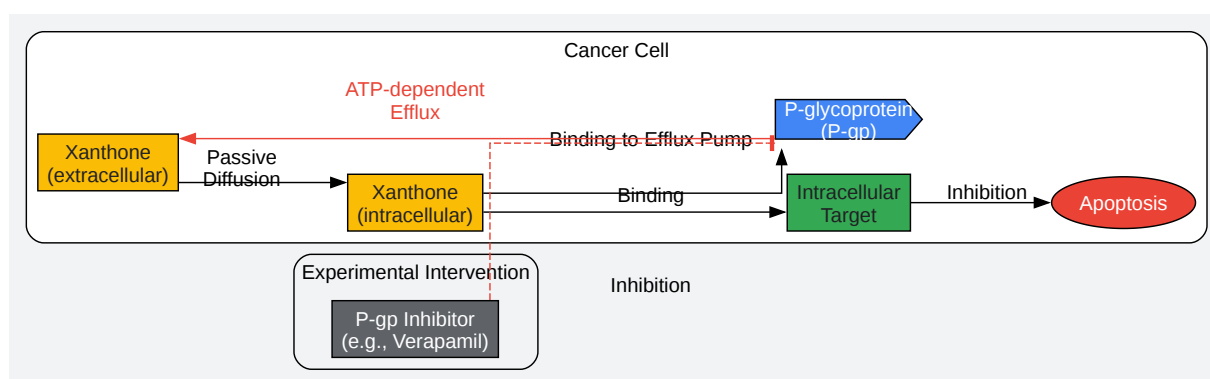 Cancer Cell
ATP-dependent
Efflux
P-glycoprotein
(P-gp)
Binding to Efflux Pump
Xanthone
(extracellular)
Passive
Diffusion
Xanthone
(intracellular)
Binding
Intracellular
Target
Inhibition
Apoptosis
Experimental Intervention
Inhibition
P-gp Inhibitor
(e.g., Verapamil)